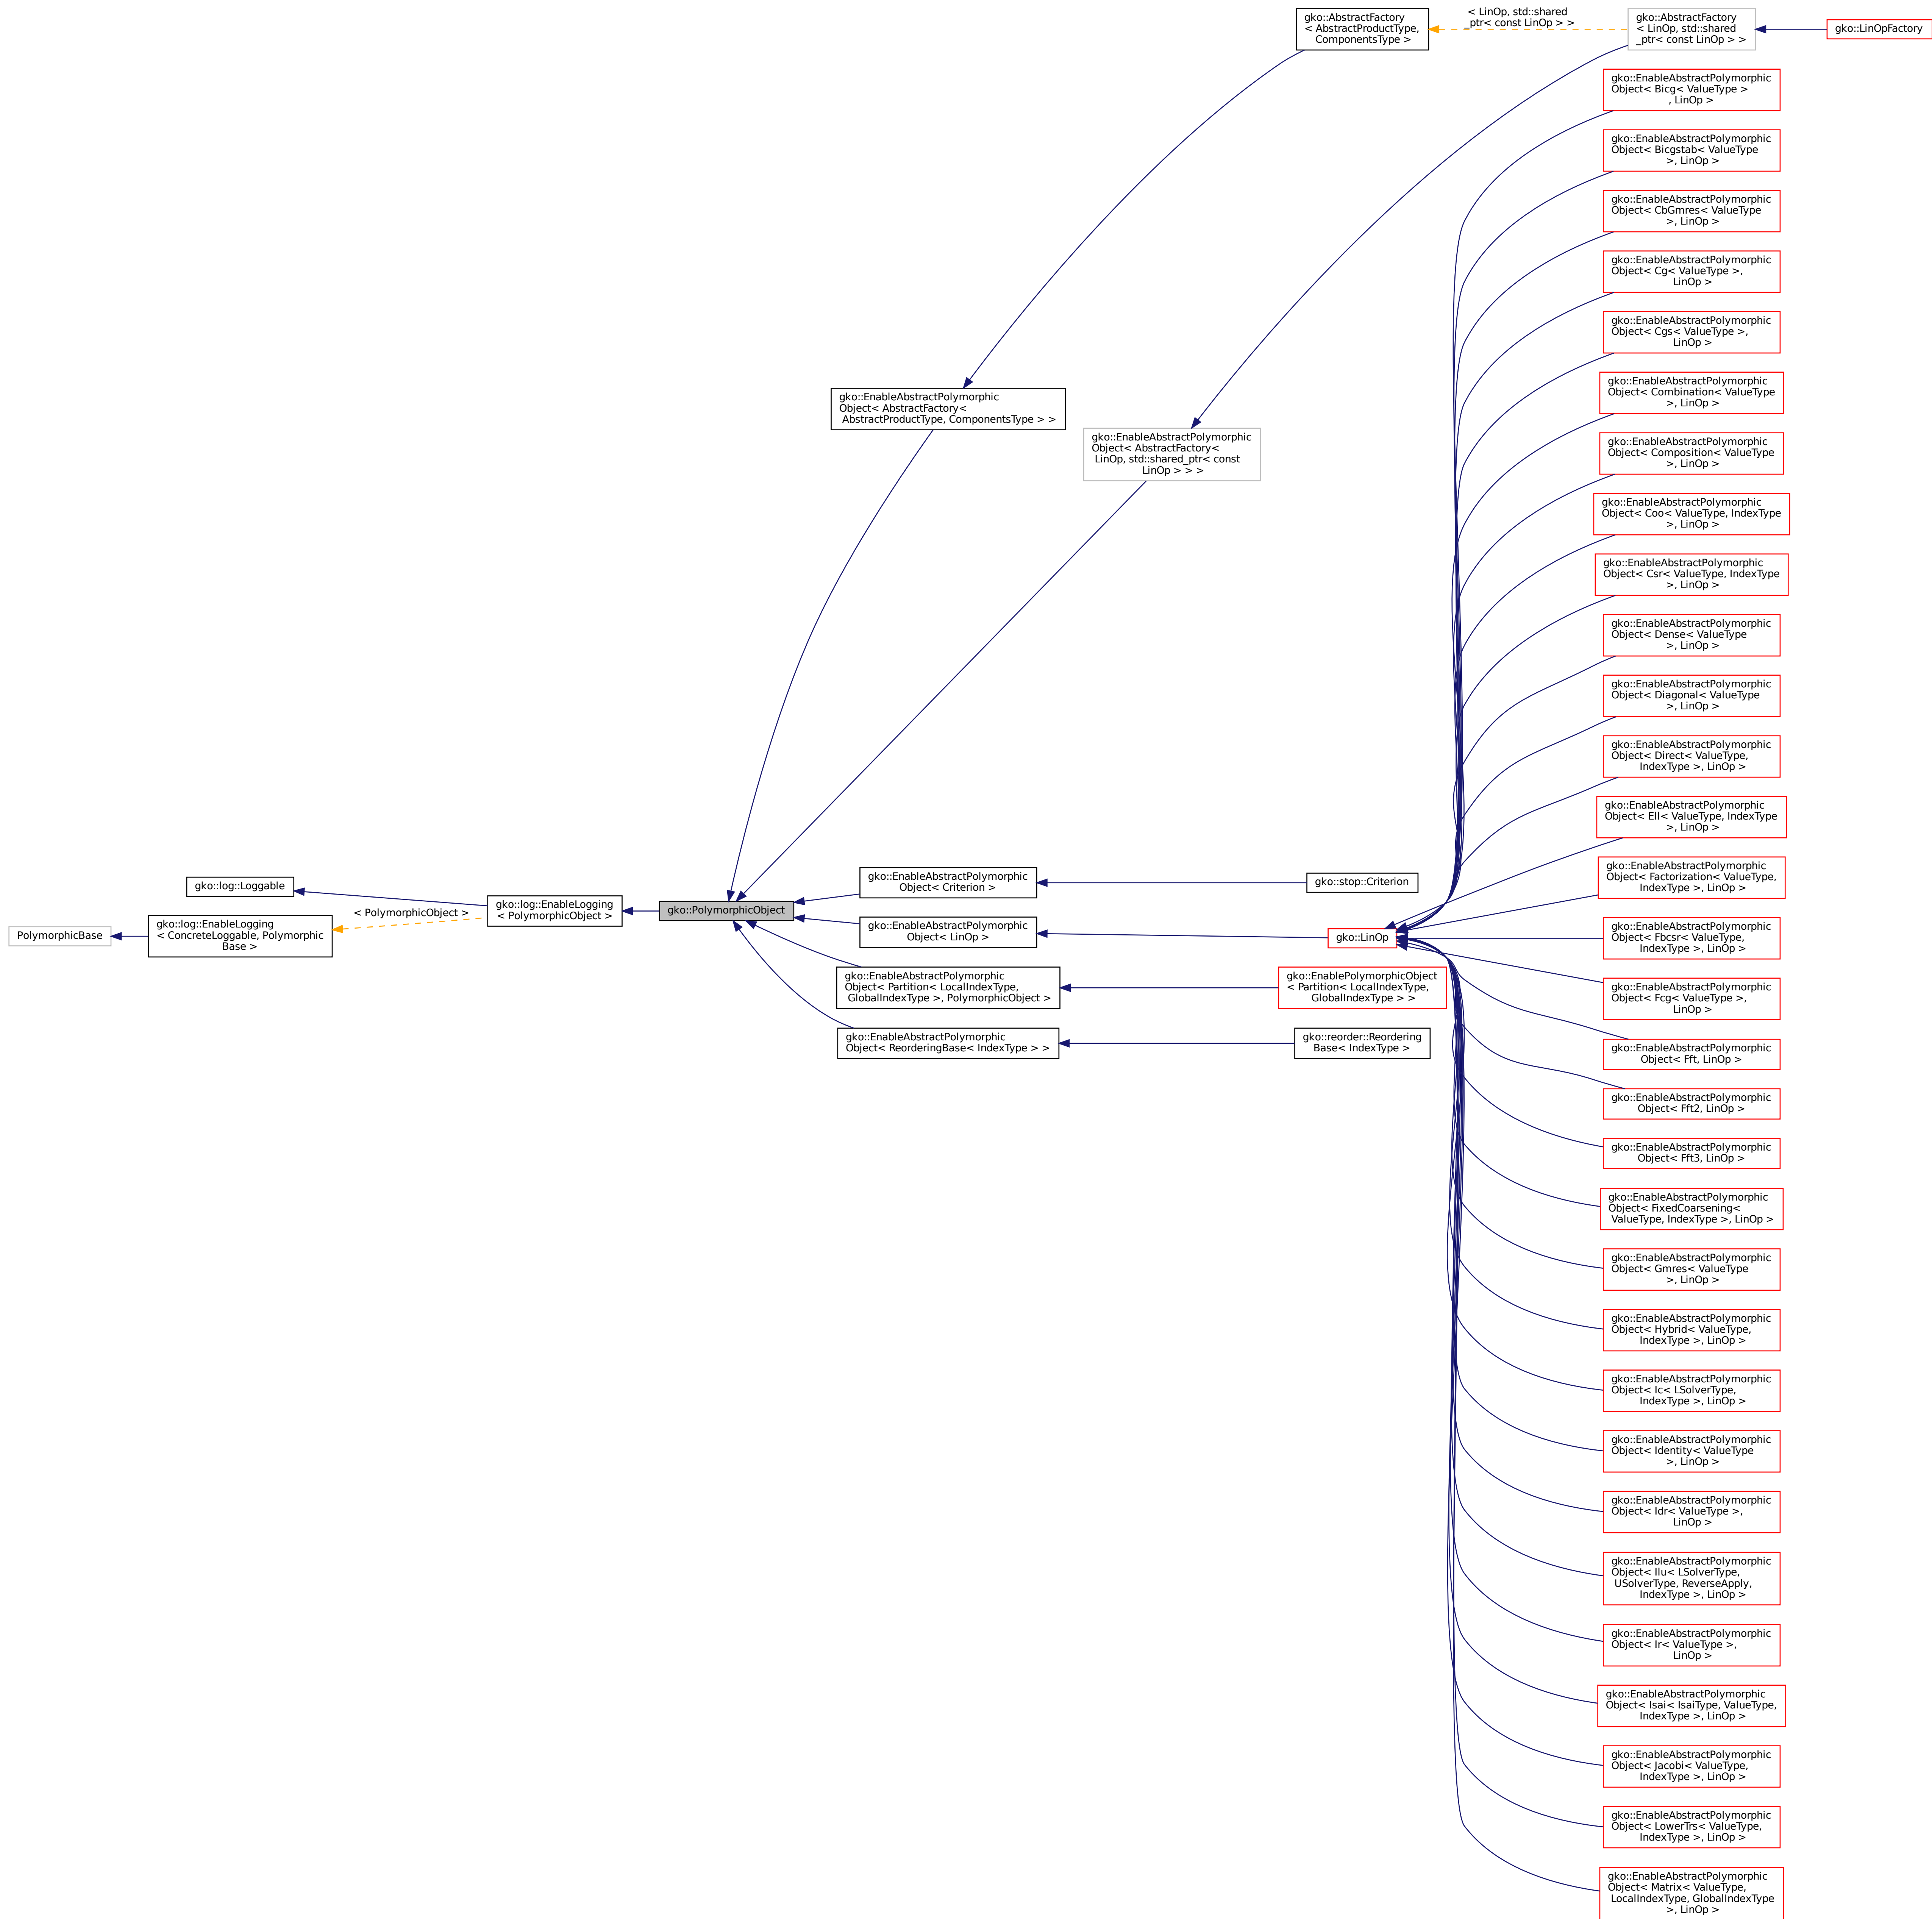 gko::AbstractFactory
< AbstractProductType,
ComponentsType >
< LinOp, std::shared
_ptr< const LinOp > >
gko::AbstractFactory
< LinOp, std::shared
_ptr< const LinOp > >
gko::LinOpFactory
gko::EnableAbstractPolymorphic
Object< Bicg< ValueType >
, LinOp >
gko::EnableAbstractPolymorphic
Object< Bicgstab< ValueType
>, LinOp >
gko::EnableAbstractPolymorphic
Object< CbGmres< ValueType
>, LinOp >
gko::EnableAbstractPolymorphic
Object< Cg< ValueType >,
LinOp >
gko::EnableAbstractPolymorphic
Object< Cgs< ValueType >,
LinOp >
gko::EnableAbstractPolymorphic
Object< Combination< ValueType
>, LinOp >
gko::EnableAbstractPolymorphic
Object< AbstractFactory<
AbstractProductType, ComponentsType > >
gko::EnableAbstractPolymorphic
Object< AbstractFactory<
LinOp, std::shared_ptr< const
LinOp > > >
gko::EnableAbstractPolymorphic
Object< Composition< ValueType
>, LinOp >
gko::EnableAbstractPolymorphic
Object< Coo< ValueType, IndexType
>, LinOp >
gko::EnableAbstractPolymorphic
Object< Csr< ValueType, IndexType
>, LinOp >
gko::EnableAbstractPolymorphic
Object< Dense< ValueType
>, LinOp >
gko::EnableAbstractPolymorphic
Object< Diagonal< ValueType
>, LinOp >
gko::EnableAbstractPolymorphic
Object< Direct< ValueType,
IndexType >, LinOp >
gko::EnableAbstractPolymorphic
Object< Ell< ValueType, IndexType
>, LinOp >
gko::EnableAbstractPolymorphic
Object< Factorization< ValueType,
IndexType >, LinOp >
PolymorphicBase
gko::log::Loggable
gko::log::EnableLogging
< ConcreteLoggable, Polymorphic
Base >
< PolymorphicObject >
gko::log::EnableLogging
< PolymorphicObject >
gko::PolymorphicObject
gko::EnableAbstractPolymorphic
Object< Criterion >
gko::stop::Criterion
gko::EnableAbstractPolymorphic
Object< LinOp >
gko::LinOp
gko::EnableAbstractPolymorphic
Object< Partition< LocalIndexType,
GlobalIndexType >, PolymorphicObject >
gko::EnablePolymorphicObject
< Partition< LocalIndexType,
GlobalIndexType > >
gko::EnableAbstractPolymorphic
Object< ReorderingBase< IndexType > >
gko::reorder::Reordering
Base< IndexType >
gko::EnableAbstractPolymorphic
Object< Fbcsr< ValueType,
IndexType >, LinOp >
gko::EnableAbstractPolymorphic
Object< Fcg< ValueType >,
LinOp >
gko::EnableAbstractPolymorphic
Object< Fft, LinOp >
gko::EnableAbstractPolymorphic
Object< Fft2, LinOp >
gko::EnableAbstractPolymorphic
Object< Fft3, LinOp >
gko::EnableAbstractPolymorphic
Object< FixedCoarsening<
ValueType, IndexType >, LinOp >
gko::EnableAbstractPolymorphic
Object< Gmres< ValueType
>, LinOp >
gko::EnableAbstractPolymorphic
Object< Hybrid< ValueType,
IndexType >, LinOp >
gko::EnableAbstractPolymorphic
Object< Ic< LSolverType,
IndexType >, LinOp >
gko::EnableAbstractPolymorphic
Object< Identity< ValueType
>, LinOp >
gko::EnableAbstractPolymorphic
Object< Idr< ValueType >,
LinOp >
gko::EnableAbstractPolymorphic
Object< Ilu< LSolverType,
USolverType, ReverseApply,
IndexType >, LinOp >
gko::EnableAbstractPolymorphic
Object< Ir< ValueType >,
LinOp >
gko::EnableAbstractPolymorphic
Object< Isai< IsaiType, ValueType,
IndexType >, LinOp >
gko::EnableAbstractPolymorphic
Object< Jacobi< ValueType,
IndexType >, LinOp >
gko::EnableAbstractPolymorphic
Object< LowerTrs< ValueType,
IndexType >, LinOp >
gko::EnableAbstractPolymorphic
Object< Matrix< ValueType,
LocalIndexType, GlobalIndexType
>, LinOp >